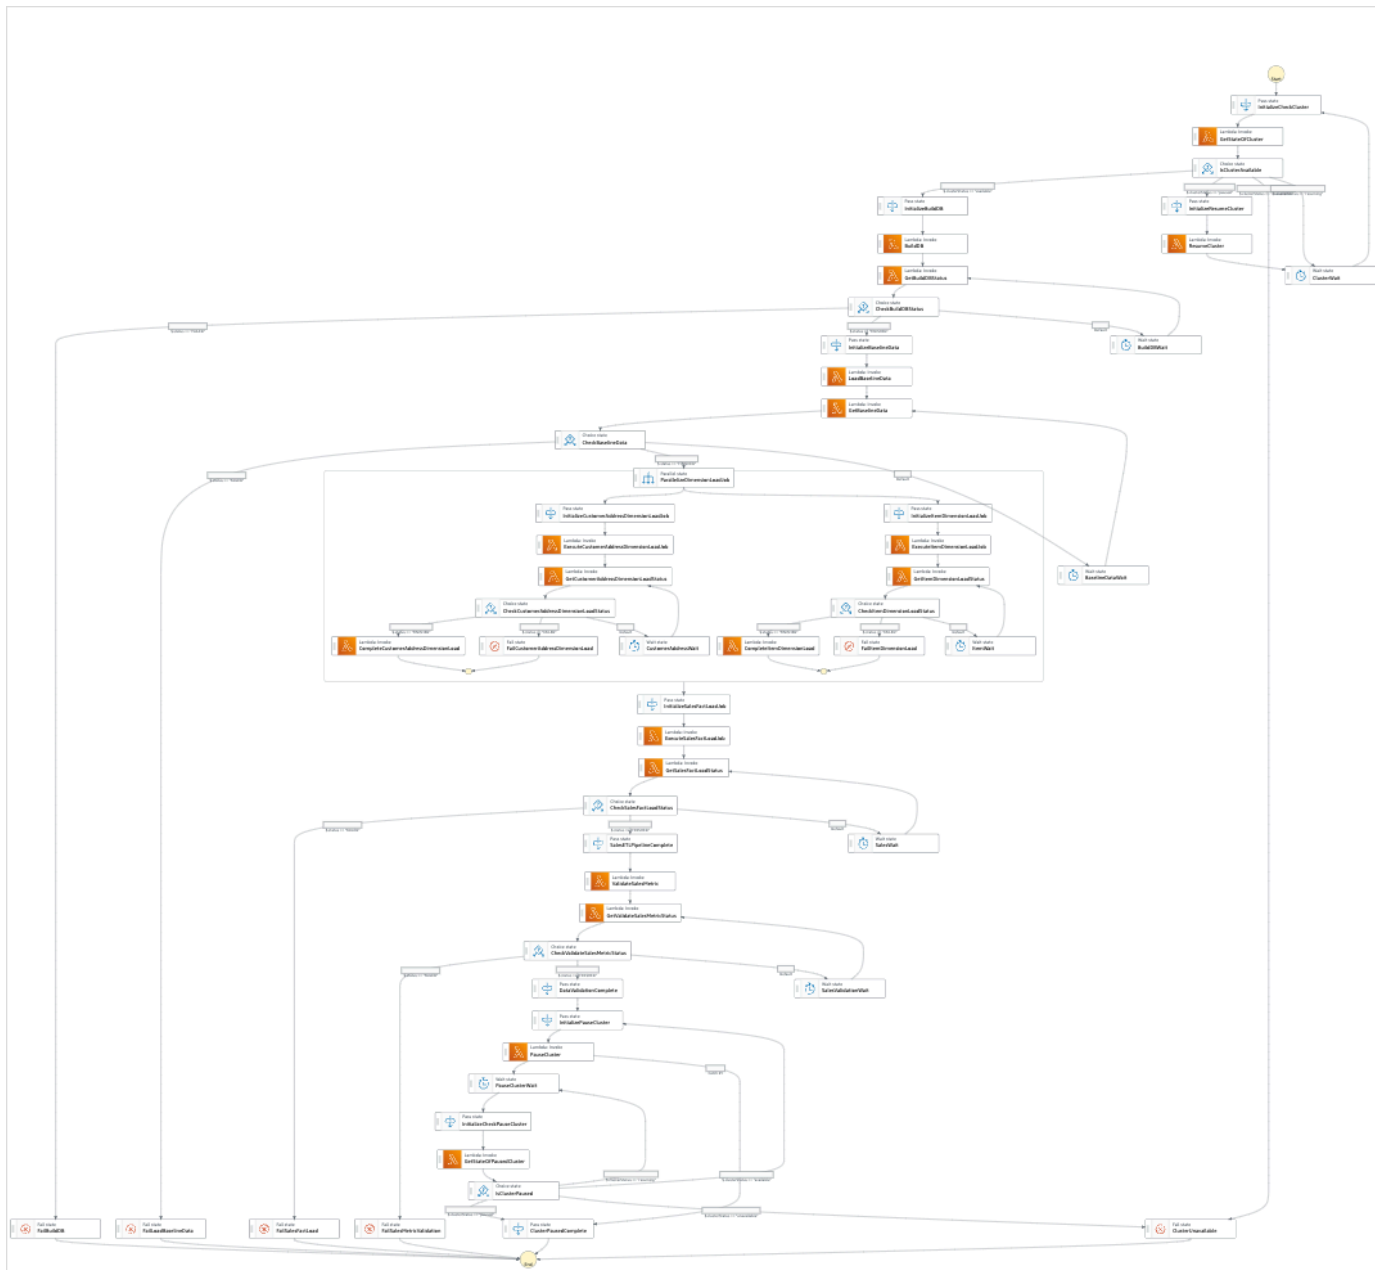 Start
Pass state
InitializeCheckCluster
Lambda: Invoke
GetStateOfCluster
Choice state
IsClusterAvailable
Pass state
InitializeBuildDB
Pass state
InitializeResumeCluster
Lambda: Invoke
BuildDB
Lambda: Invoke
ResumeCluster
Lambda: Invoke
GetBuildDBStatus
Wait state
ClusterWait
Choice state
CheckBuildDBStatus
default
Pass state
InitializeBaselineData
Wait state
BuildDBWait
Lambda: Invoke
LoadBaselineData
Lambda: Invoke
GetBaselineData
Choice state
CheckBaselineData
default
Parallel state
ParallelizeDimensionLoadJob
Pass state
InitializeCustomerAddressDimensionLoadJob
Pass state
InitializeItemDimensionLoadJob
Lambda: Invoke
ExecuteCustomerAddressDimensionLoadJob
Lambda: Invoke
ExecuteItemDimensionLoadJob
Lambda: Invoke
GetCustomerAddressDimensionLoadStatus
Lambda: Invoke
GetItemDimensionLoadStatus
Wait state
BaselineDataWait
Choice state
CheckCustomerAddressDimensionLoadStatus
Choice state
CheckItemDimensionLoadStatus
default
default
Lambda: Invoke
CompleteCustomerAddressDimensionLoad
Fail state
FailCustomerAddressDimensionLoad
Wait state
CustomerAddressWait
Lambda: Invoke
CompleteItemDimensionLoad
Fail state
FailItemDimensionLoad
Wait state
ItemWait
Pass state
InitializeSalesFactLoadJob
Lambda: Invoke
ExecuteSalesFactLoadJob
Lambda: Invoke
GetSalesFactLoadStatus
Choice state
CheckSalesFactLoadStatus
default
Pass state
SalesETLPipelineComplete
Wait state
SalesWait
Lambda: Invoke
ValidateSalesMetric
Lambda: Invoke
GetValidateSalesMetricStatus
Choice state
CheckValidateSalesMetricStatus
default
Pass state
DataValidationComplete
Wait state
SalesValidationWait
Pass state
InitializePauseCluster
Lambda: Invoke
PauseCluster
Wait state
PauseClusterWait
Pass state
InitializeCheckPauseCluster
Lambda: Invoke
GetStateOfPausedCluster
Choice state
IsClusterPaused
Fail state
FailBuildDB
Fail state
FailLoadBaselineData
Fail state
FailSalesFactLoad
Fail state
FailSalesMetricValidation
Pass state
ClusterPausedComplete
Fail state
ClusterUnavailable
End